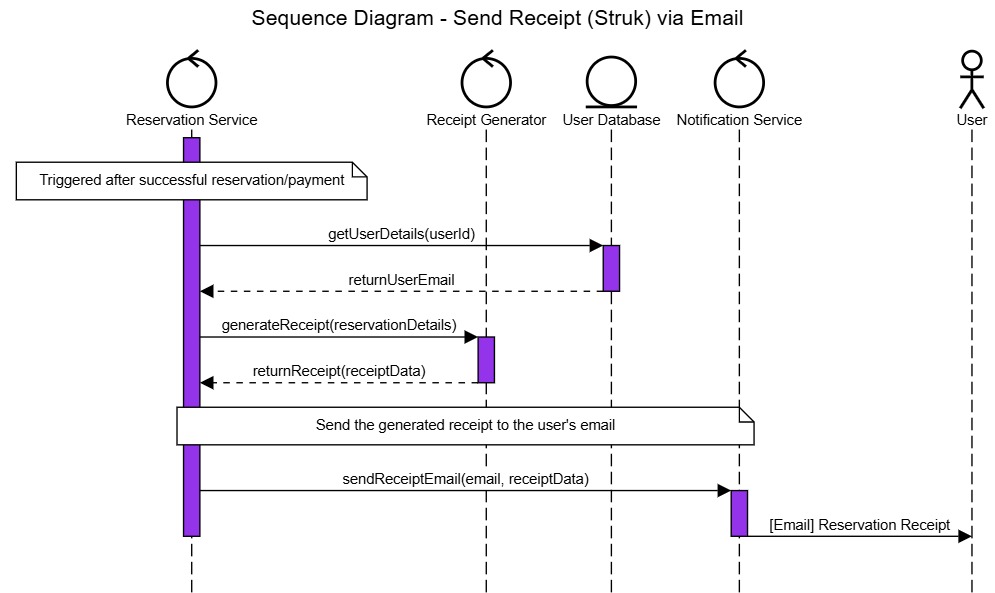 Sequence Diagram - Send Receipt (Struk) via Email
Reservation Service
Receipt Generator
User Database
Notification Service
User
Triggered after successful reservation/payment
getUserDetails(userId)
returnUserEmail
generateReceipt(reservationDetails)
returnReceipt(receiptData)
Send the generated receipt to the user's email
sendReceiptEmail(email, receiptData)
[Email] Reservation Receipt